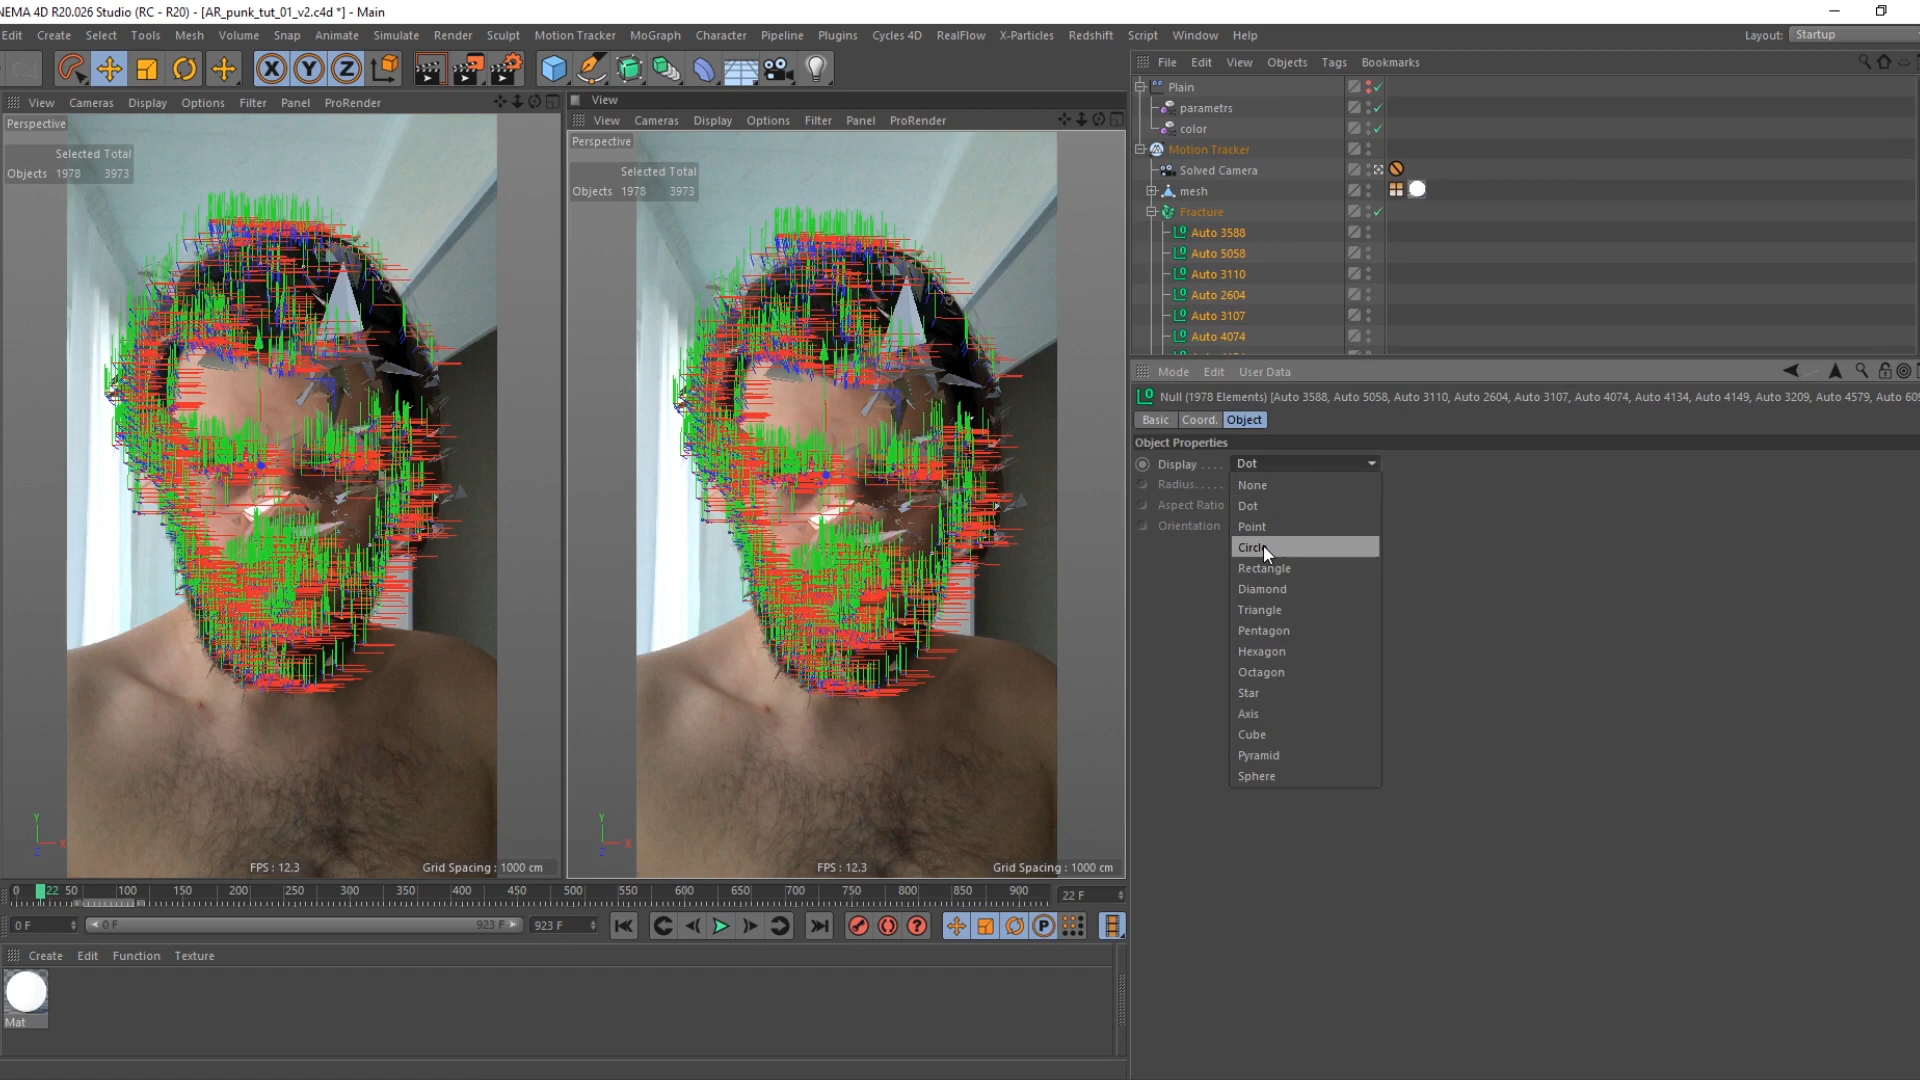 NEMA 4D R20.026 Studio (RC - R20) - [AR_punk_tut_01_v2.c4d *] - Main
Edit Create Select Tools Mesh Volume Snap Animate Simulate Render Sculpt Motion Tracker MoGraph Character Pipeline Plugins Cycles 4D RealFlow X-Particles Redshift Script Window Help
Layout: Startup
X Y Z
File Edit View Objects Tags Bookmarks
Plain
parametrs
color
Motion Tracker
Solved Camera
mesh
Fracture
Auto 3588
Auto 5058
Auto 3110
Auto 2604
Auto 3107
Auto 4074
View Cameras Display Options Filter Panel ProRender
Perspective
Selected Total
Objects 1978 3973
Y
X
Z
FPS : 12.3
Grid Spacing : 1000 cm
View
View Cameras Display Options Filter Panel ProRender
Perspective
Selected Total
Objects 1978 3973
Y
X
Z
FPS : 12.3
Grid Spacing : 1000 cm
Mode Edit User Data
Null (1978 Elements) [Auto 3588, Auto 5058, Auto 3110, Auto 2604, Auto 3107, Auto 4074, Auto 4134, Auto 4149, Auto 3209, Auto 4579, Auto 609
Basic Coord. Object
Object Properties
Display . . . . Dot
Radius. . . . .
Aspect Ratio
Orientation
None
Dot
Point
Circle
Rectangle
Diamond
Triangle
Pentagon
Hexagon
Octagon
Star
Axis
Cube
Pyramid
Sphere
0 22 50 100 150 200 250 300 350 400 450 500 550 600 650 700 750 800 850 900
22 F
0 F
0 F
923 F
923 F
P
Create Edit Function Texture
Mat